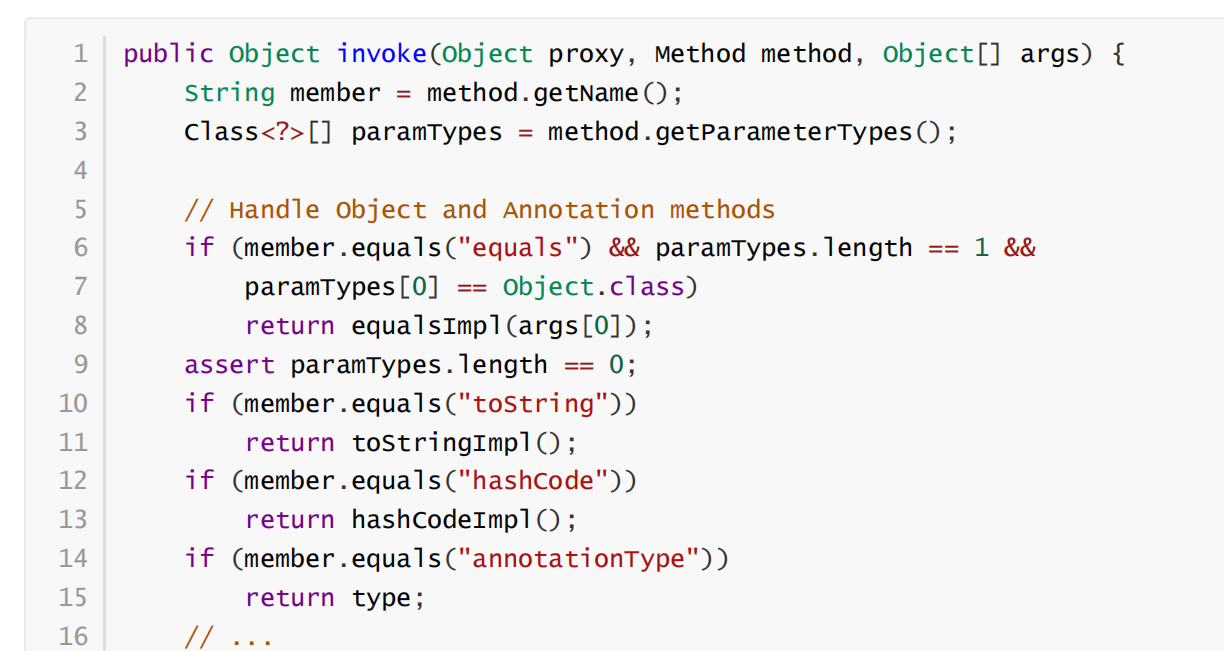 1 public Object invoke(Object proxy, Method method, Object[] args) {
2 String member = method.getName();
3 Class<?>[] paramTypes = method.getParameterTypes();
4
5 // Handle Object and Annotation methods
6 if (member.equals("equals") && paramTypes.length == 1 &&
7 paramTypes[0] == Object.class)
8 return equalsImpl(args[0]);
9 assert paramTypes.length == 0;
10 if (member.equals("toString"))
11 return toStringImpl();
12 if (member.equals("hashCode"))
13 return hashCodeImpl();
14 if (member.equals("annotationType"))
15 return type;
16 // ...